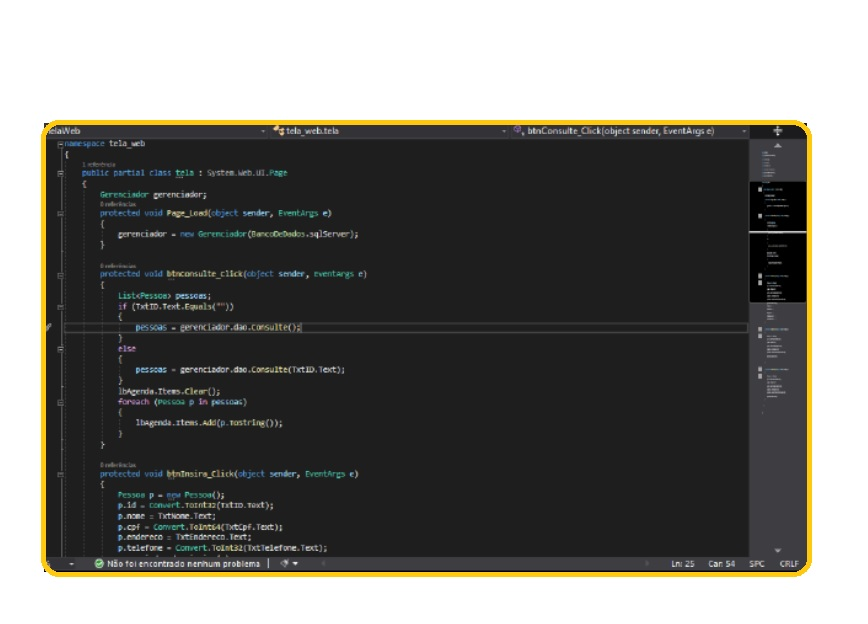 elaWeb tela_web.tela btnConsulte_Click(object sender, EventArgs e)
namespace tela_web
{
1 referência
public partial class tela : System.Web.UI.Page
{
Gerenciador gerenciador;
0 referências
protected void Page_Load(object sender, EventArgs e)
{
gerenciador = new Gerenciador(BancoDeDados.sqlServer);
}
0 referências
protected void btnconsulte_Click(object sender, EventArgs e)
{
List<Pessoa> pessoas;
if (TxtID.Text.Equals(""))
{
pessoas = gerenciador.dao.Consulte();
}
else
{
pessoas = gerenciador.dao.Consulte(TxtID.Text);
}
lbAgenda.Items.Clear();
foreach (Pessoa p in pessoas)
{
lbAgenda.Items.Add(p.ToString());
}
}
0 referências
protected void btnInsira_Click(object sender, EventArgs e)
{
Pessoa p = new Pessoa();
p.id = Convert.ToInt32(TxtID.Text);
p.nome = TxtNome.Text;
p.cpf = Convert.ToInt64(TxtCpf.Text);
p.endereco = TxtEndereco.Text;
p.telefone = Convert.ToInt32(TxtTelefone.Text);
Não foi encontrado nenhum problema Ln: 25 Car: 54 SPC CRLF